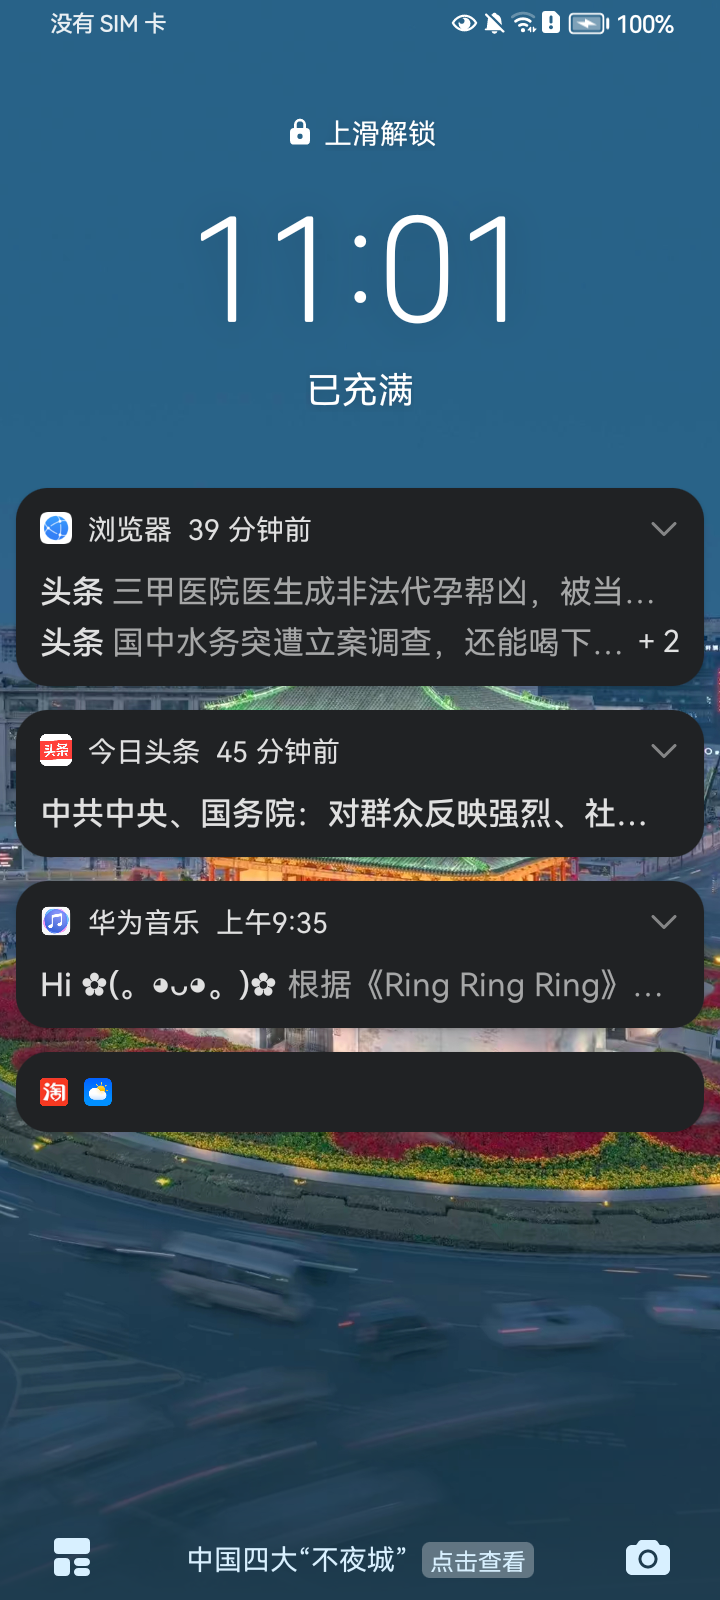 没有 SIM 卡
100%
上滑解锁
11:01
已充满
浏览器 39 分钟前
头条 三甲医院医生成非法代孕帮凶，被当...
头条 国中水务突遭立案调查，还能喝下... + 2
头条 今日头条 45 分钟前
中共中央、国务院：对群众反映强烈、社...
华为音乐 上午9:35
Hi ✿(。◕ᴗ◕。)✿ 根据《Ring Ring Ring》...
淘
中国四大“不夜城” 点击查看